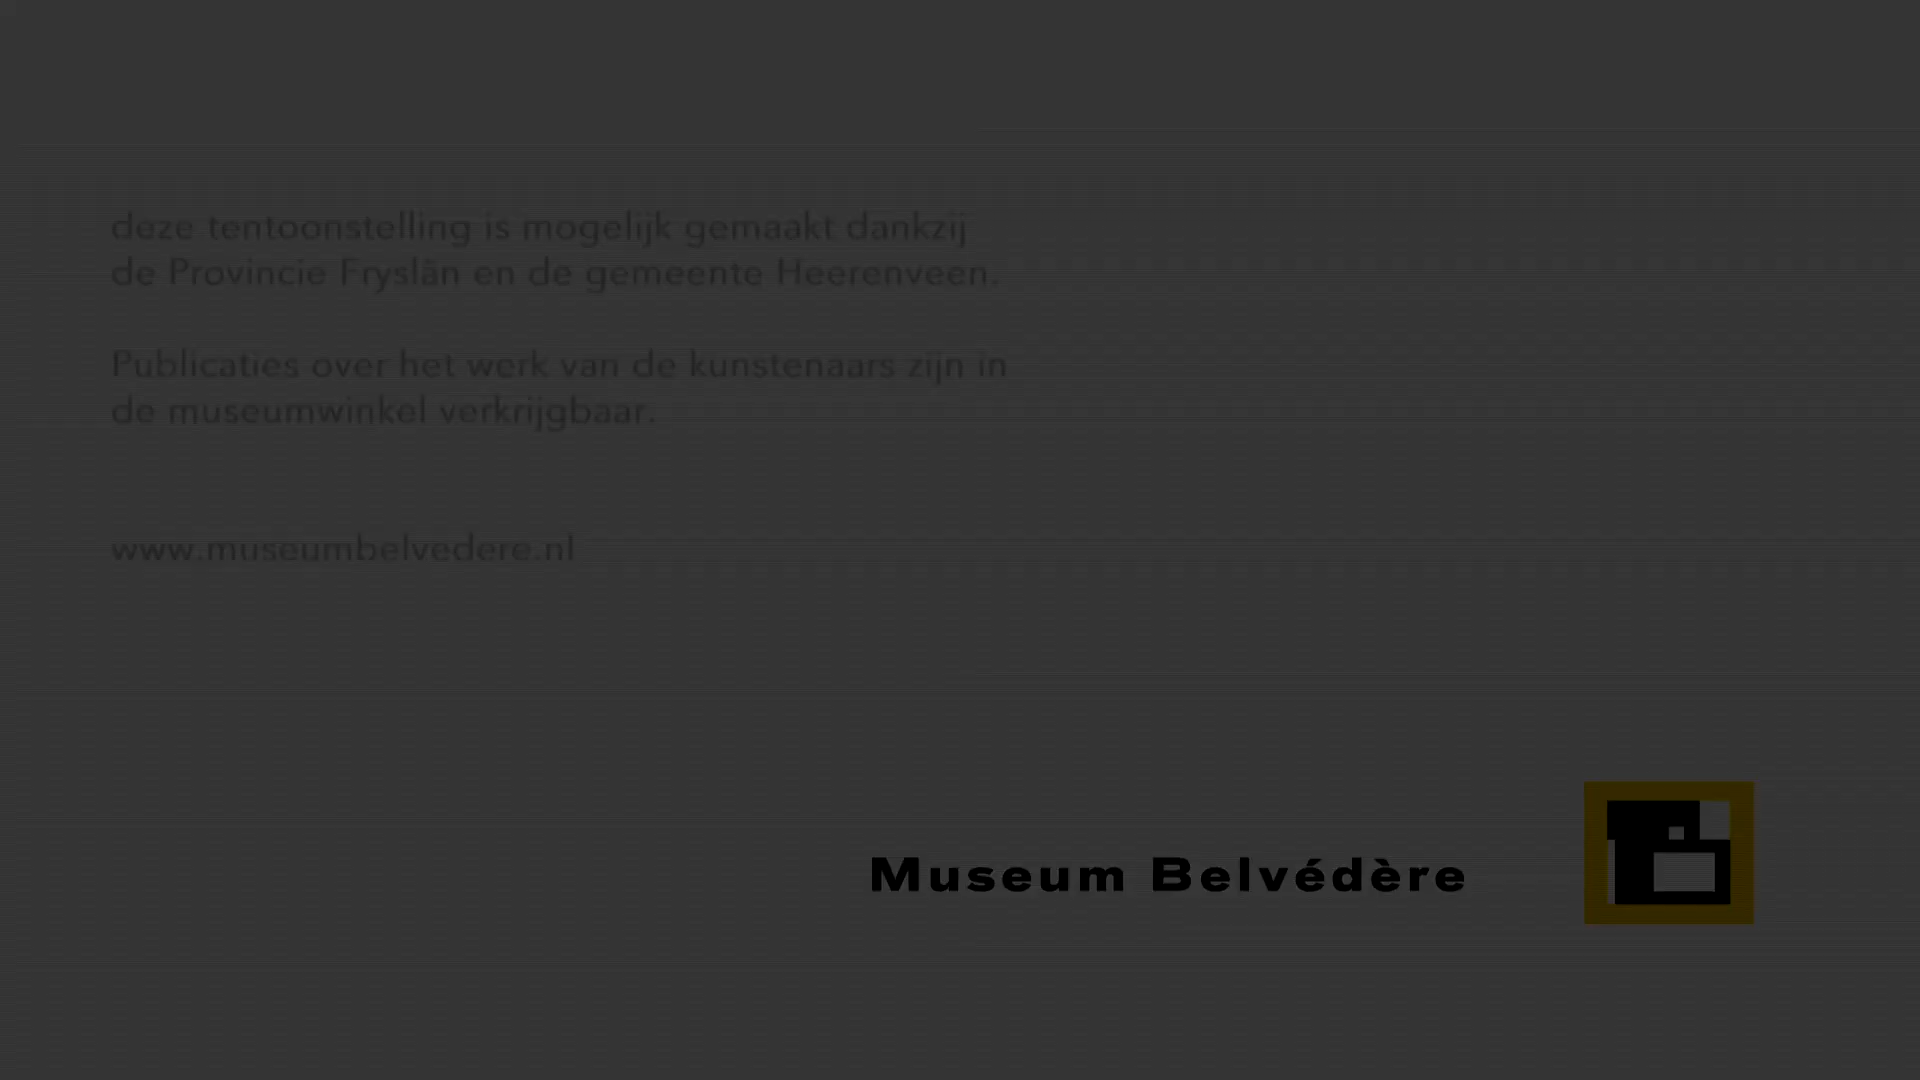 deze tentoonstelling is mogelijk gemaakt dankzij
de Provincie Fryslân en de gemeente Heerenveen.
Publicaties over het werk van de kunstenaars zijn in
de museumwinkel verkrijgbaar.
www.museumbelvedere.nl
Museum Belvédère